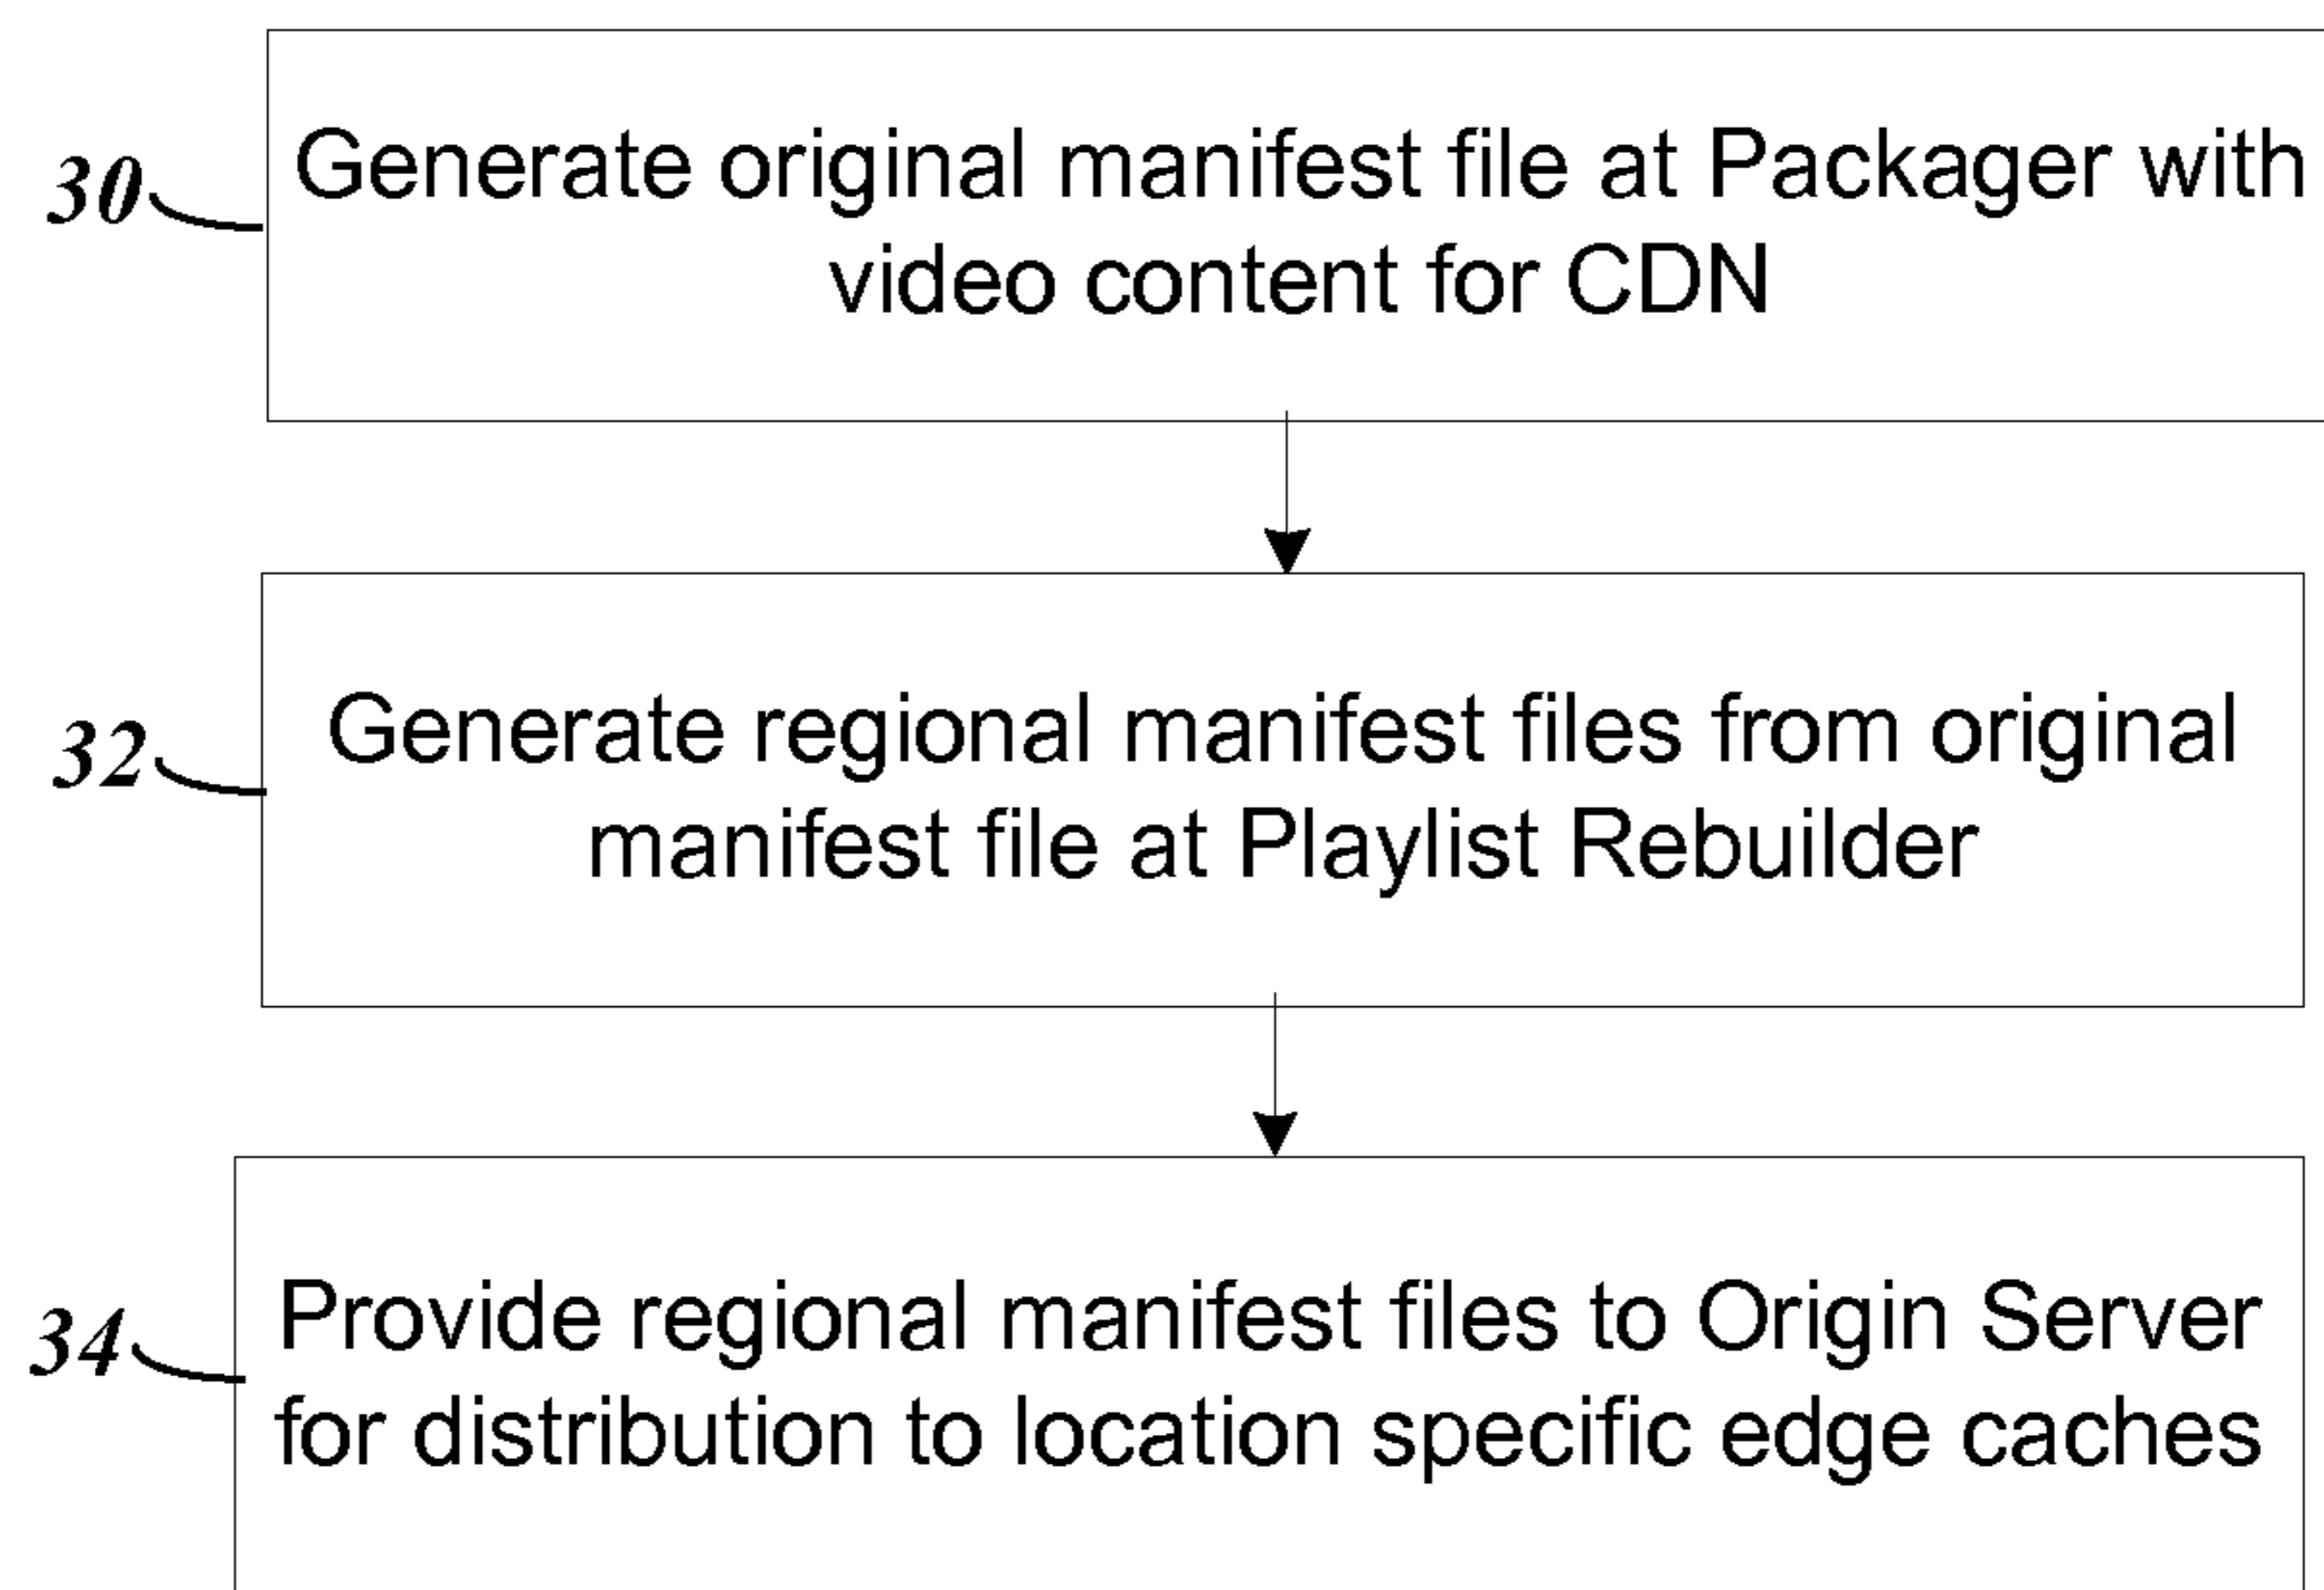 30
Generate original manifest file at Packager with
video content for CDN
32
Generate regional manifest files from original
manifest file at Playlist Rebuilder
34
Provide regional manifest files to Origin Server
for distribution to location specific edge caches